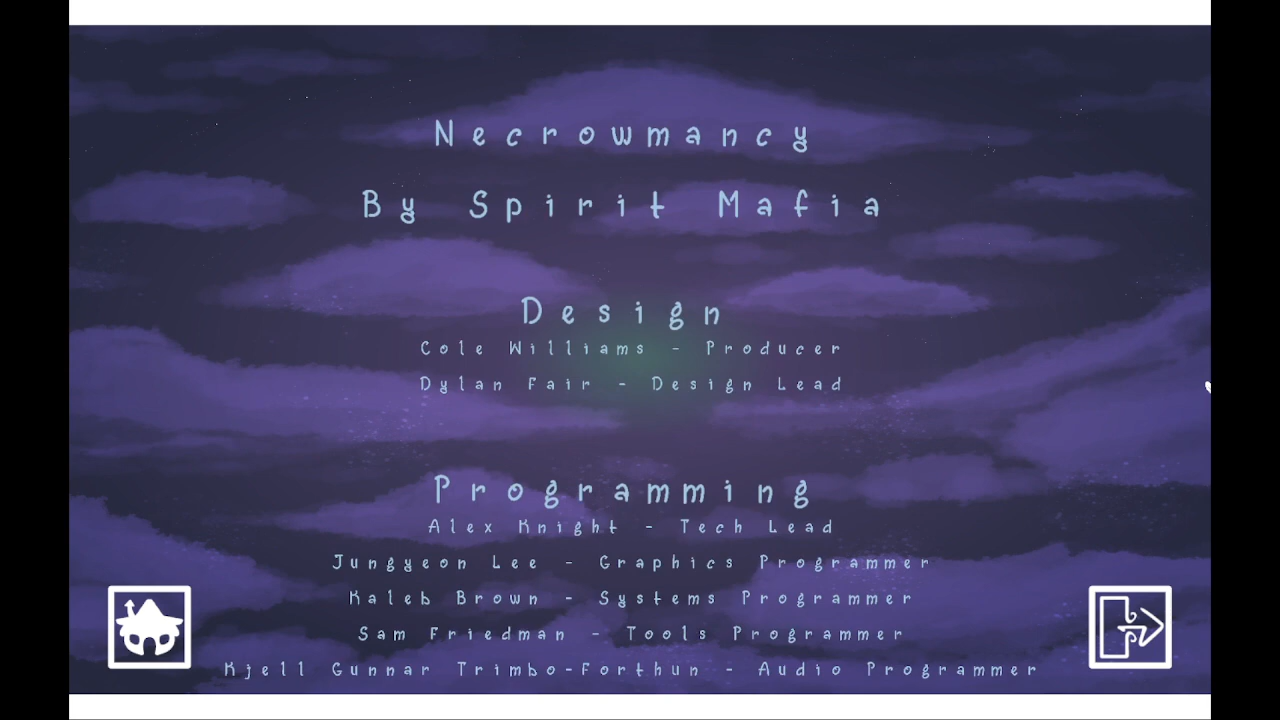 Necrowmancy
By Spirit Mafia
Design
Cole Williams - Producer
Dylan Fair - Design Lead
Programming
Alex Knight - Tech Lead
Jungyeon Lee - Graphics Programmer
Kaleb Brown - Systems Programmer
Sam Friedman - Tools Programmer
Kjell Gunnar Trimbo-Forthun - Audio Programmer